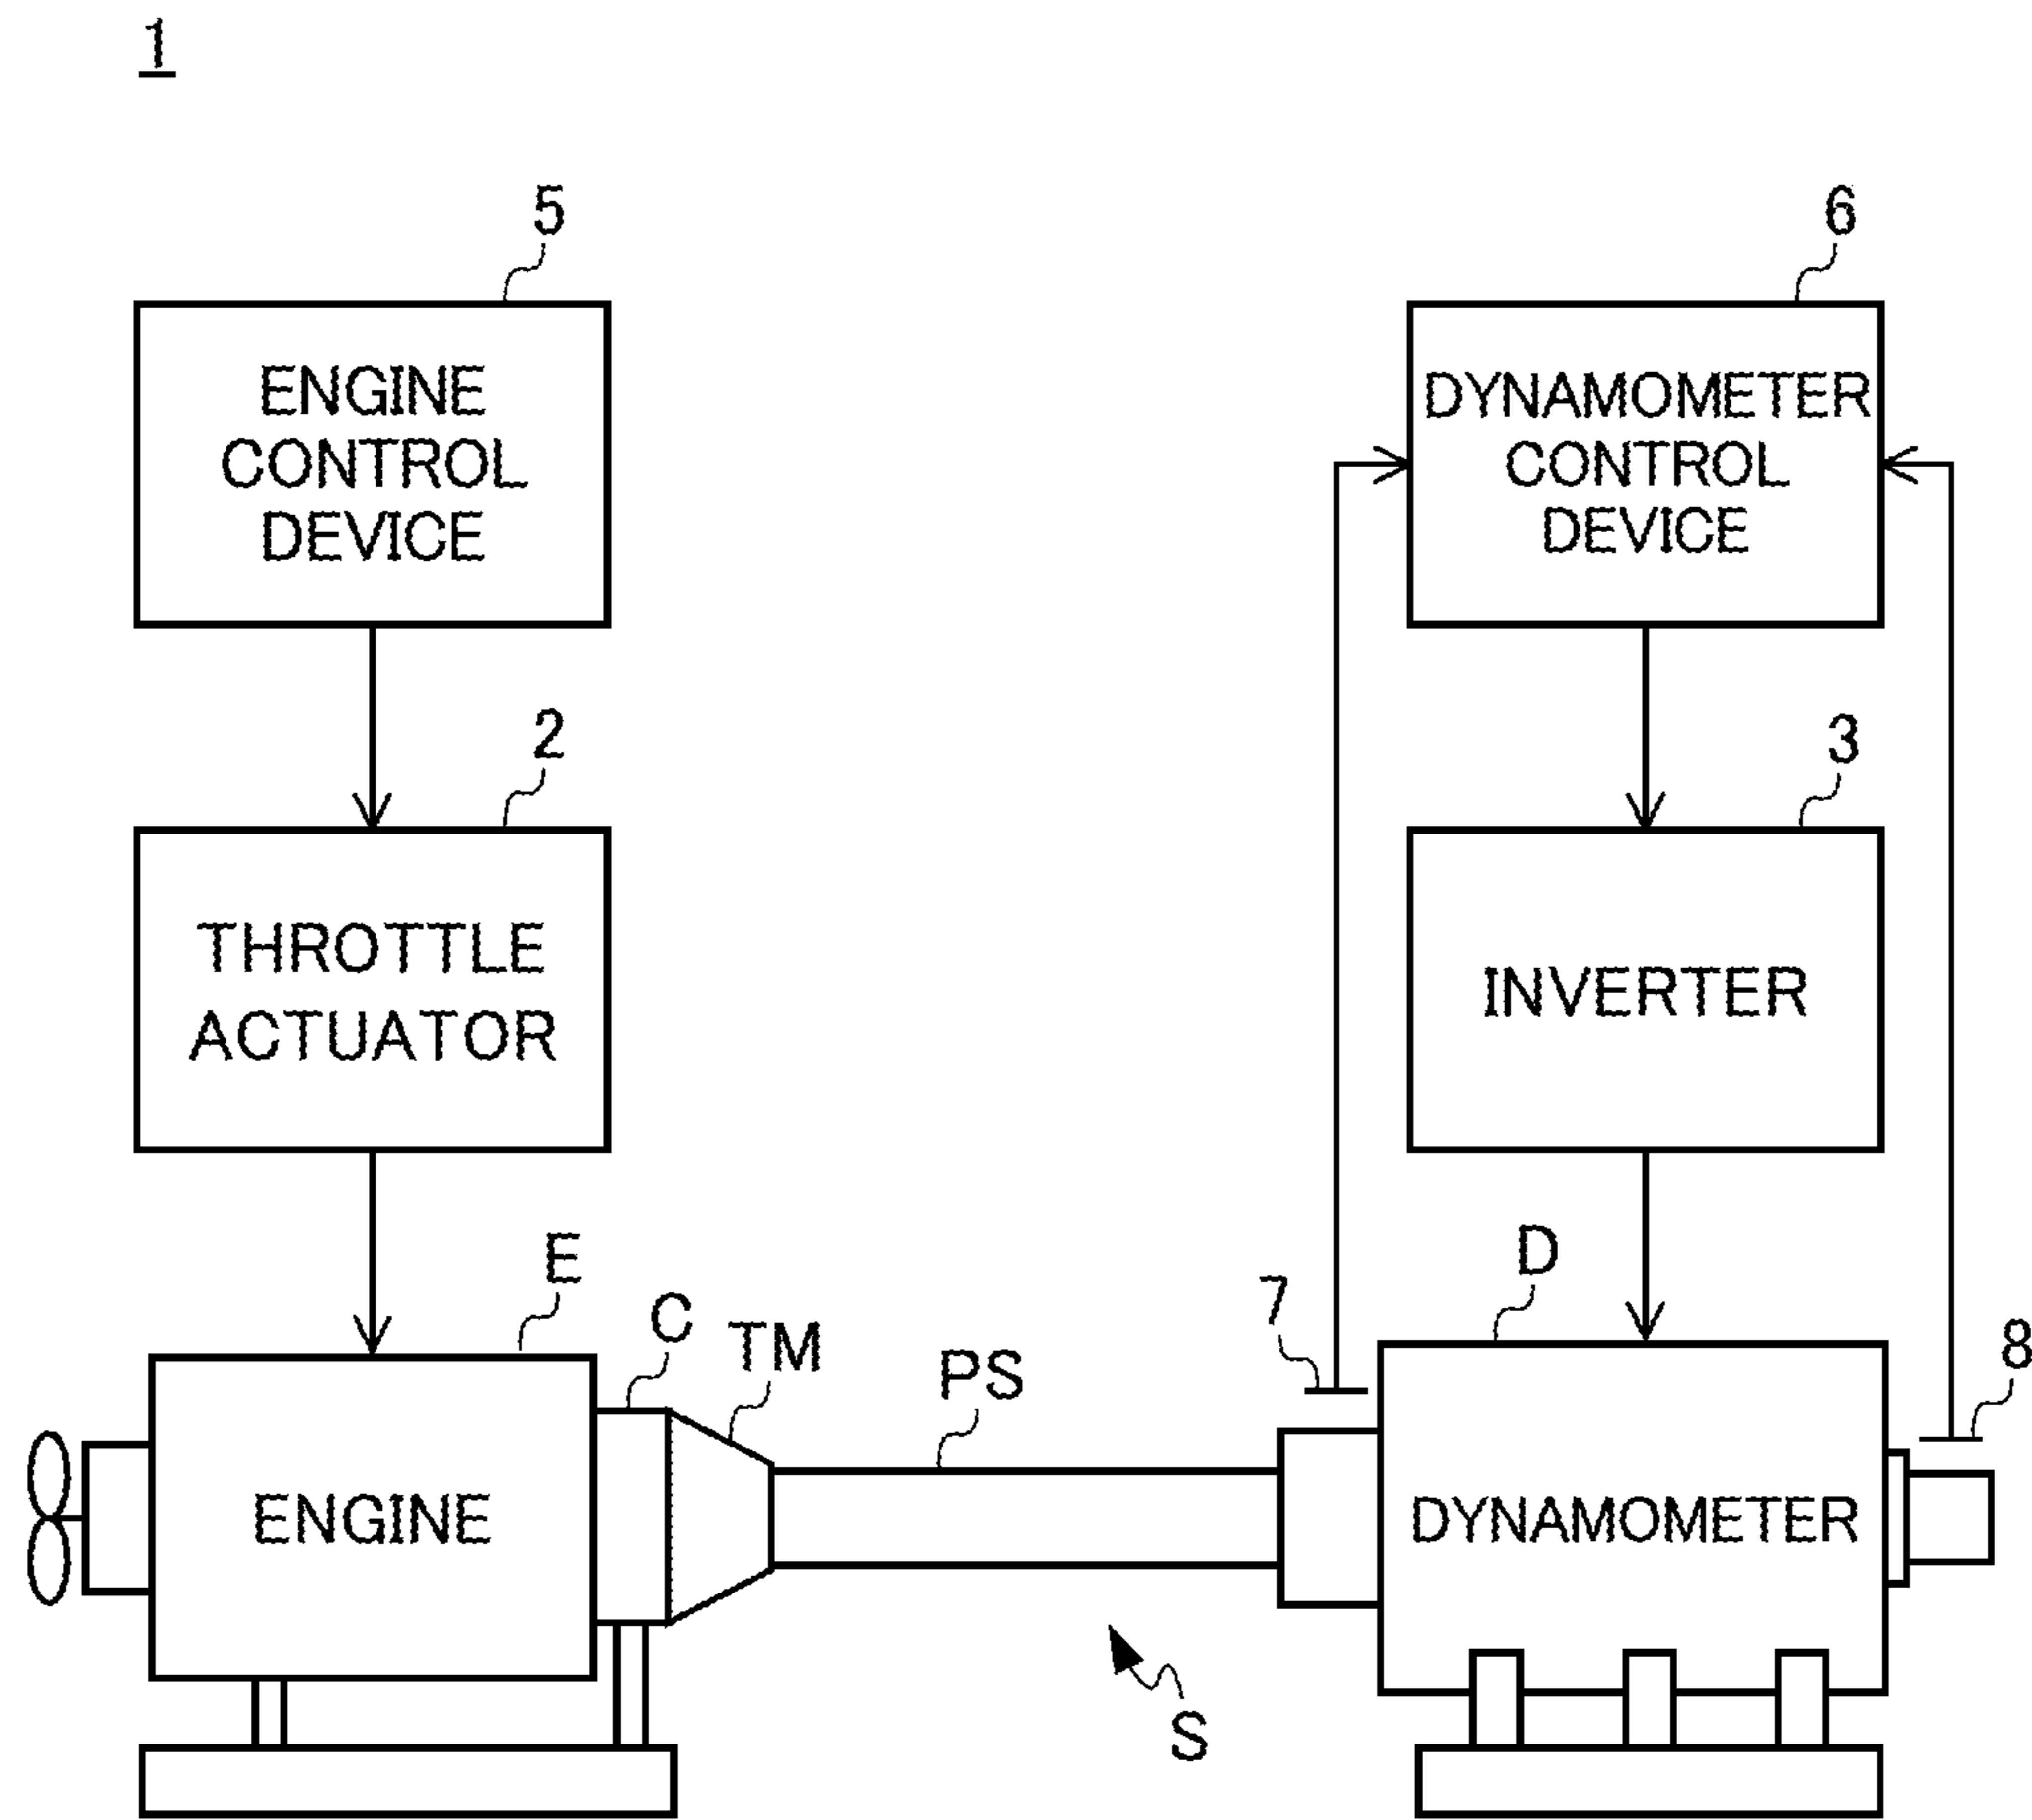 1
5
6
ENGINE
CONTROL
DEVICE
DYNAMOMETER
CONTROL
DEVICE
2
3
THROTTLE
ACTUATOR
INVERTER
E
C
TM
PS
7
D
8
ENGINE
DYNAMOMETER
S